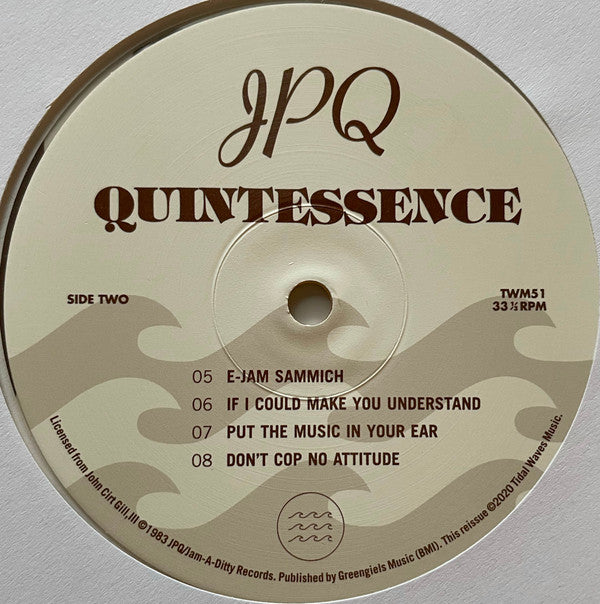 JPQ
QUINTESSENCE
SIDE TWO
TWM51
33 ⅓ RPM
05 E-JAM SAMMICH
06 IF I COULD MAKE YOU UNDERSTAND
07 PUT THE MUSIC IN YOUR EAR
08 DON'T COP NO ATTITUDE
Licensed from John Cirt Gill,III ©1983 JPQ/Jam-A-Ditty Records. Published by Greengiels Music (BMI). This reissue ©2020 Tidal Waves Music.